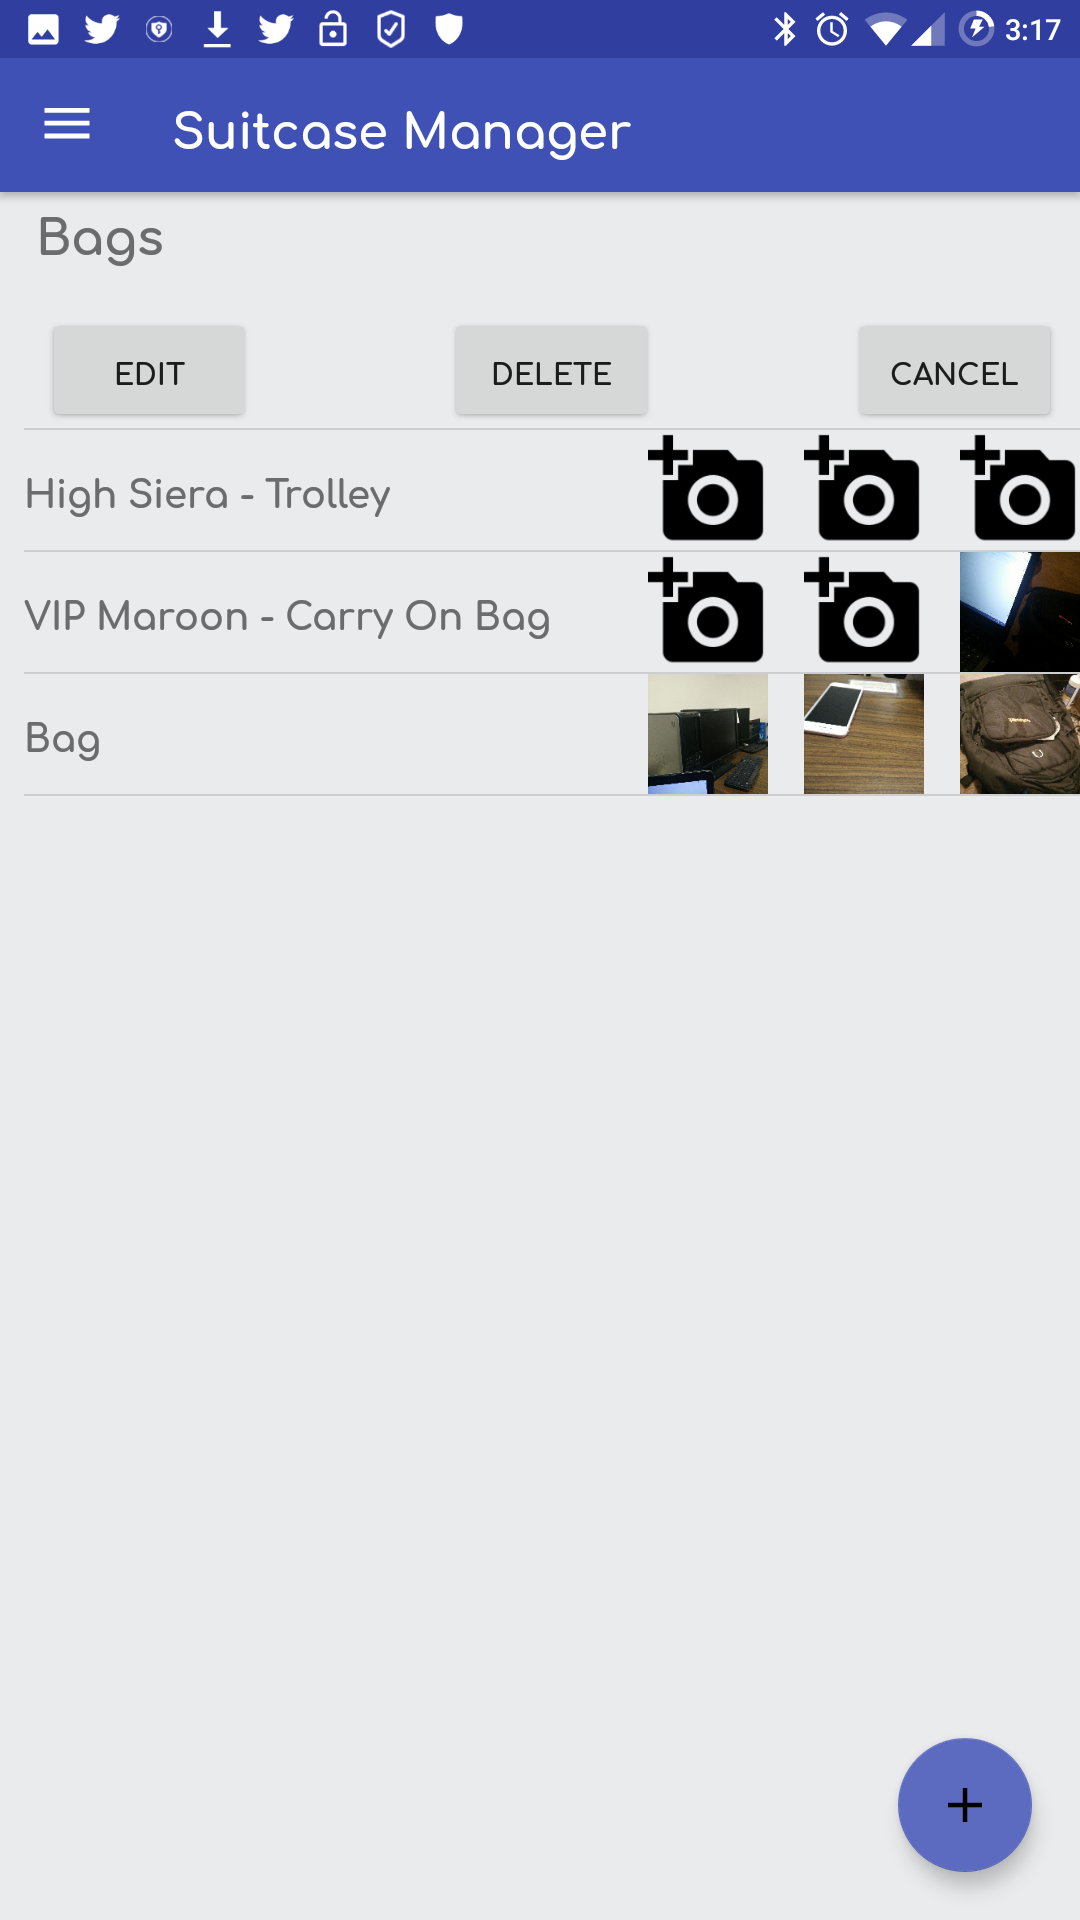 3:17
Suitcase Manager
Bags
EDIT DELETE CANCEL
High Siera - Trolley
VIP Maroon - Carry On Bag
Bag